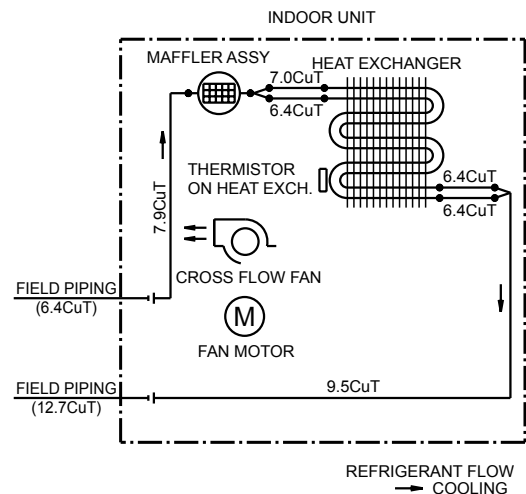 INDOOR UNIT
MAFFLER ASSY
HEAT EXCHANGER
7.0CuT
6.4CuT
THERMISTOR
ON HEAT EXCH.
6.4CuT
6.4CuT
7.9CuT
CROSS FLOW FAN
FIELD PIPING
(6.4CuT)
M
FAN MOTOR
9.5CuT
FIELD PIPING
(12.7CuT)
REFRIGERANT FLOW
COOLING